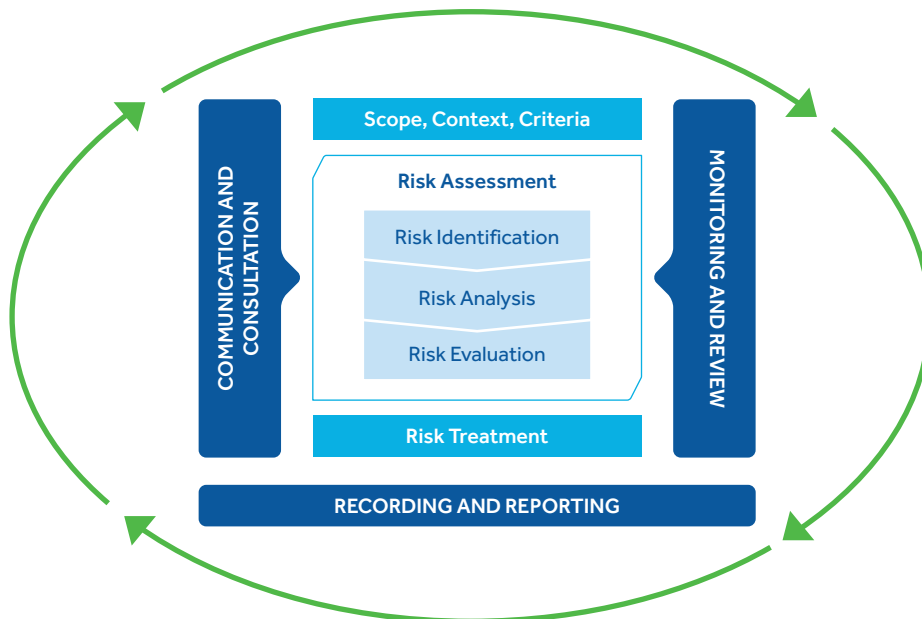 Scope, Context, Criteria
COMMUNICATION AND
CONSULTATION
Risk Assessment
Risk Identification
Risk Analysis
Risk Evaluation
MONITORING AND REVIEW
Risk Treatment
RECORDING AND REPORTING